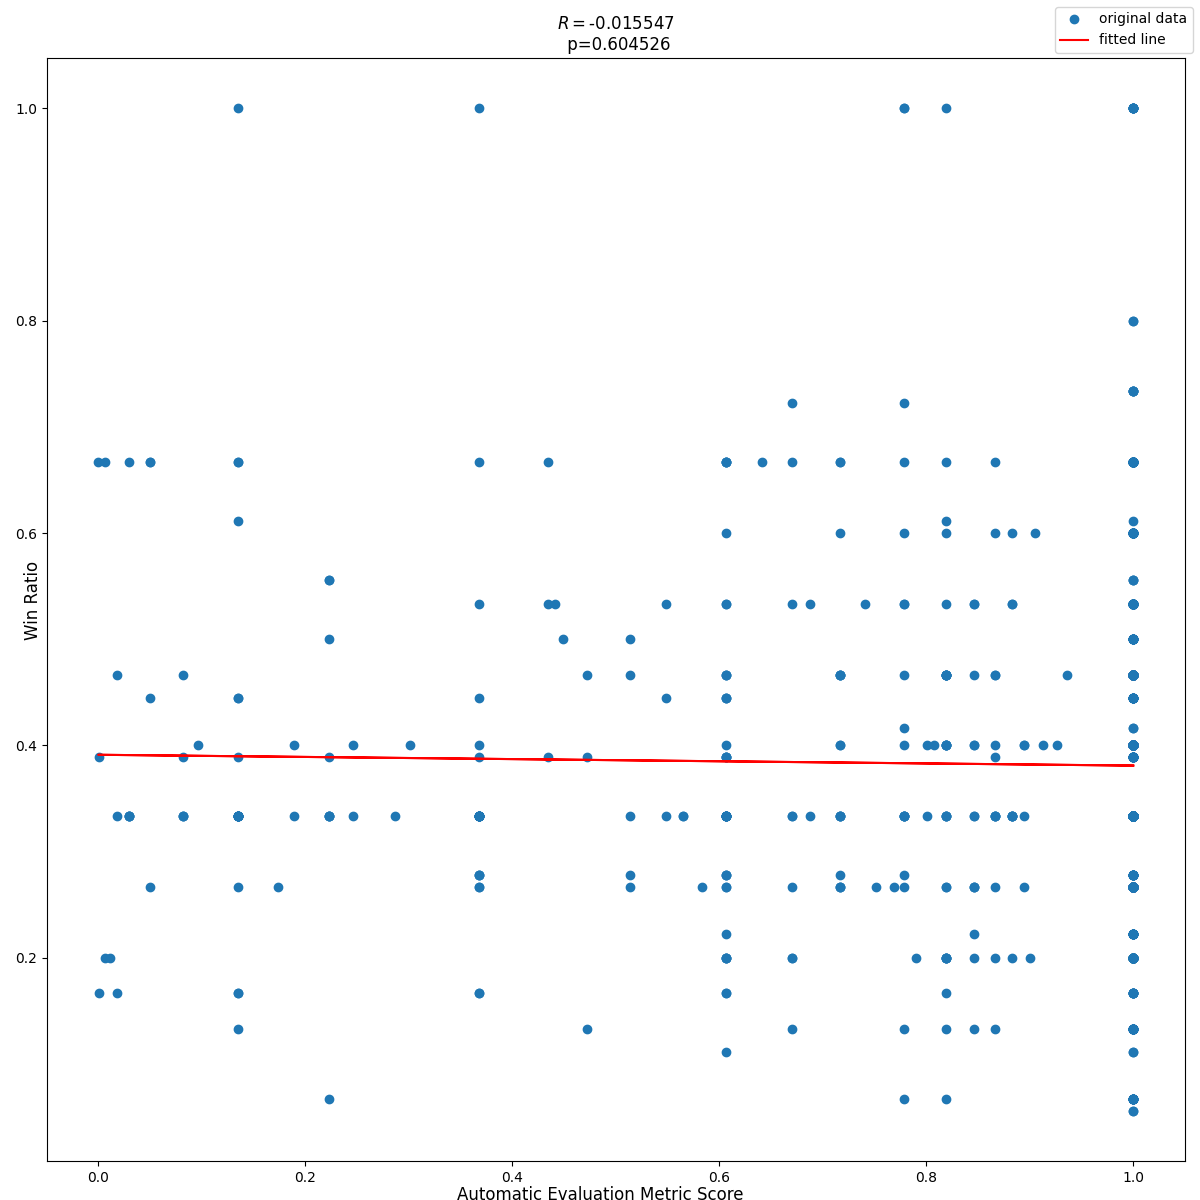 R = -0.015547
p=0.604526
original data
fitted line
1.0
0.8
0.6
0.4
0.2
Win Ratio
0.0 0.2 0.4 0.6 0.8 1.0
Automatic Evaluation Metric Score